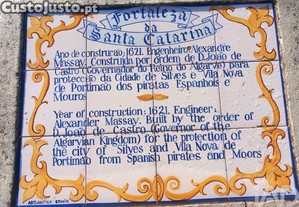 CustoJusto.pt
Fortaleza
da
Santa Catarina
Ano de construção: 1621. Engenheiro: Alexandre
Massay. Construída por ordem de D.João de
Castro (Governador do Reino do Algarve) para
protecção da Cidade de Silves e Vila Nova
de Portimão dos piratas Espanhois e
Mouros
Year of construction: 1621. Engineer:
Alexander Massay. Built by the order of
D.João de Castro (Governor of the
Algarvian Kingdom) for the protection of
the city of Silves and Vila Nova de
Portimão from Spanish pirates and Moors